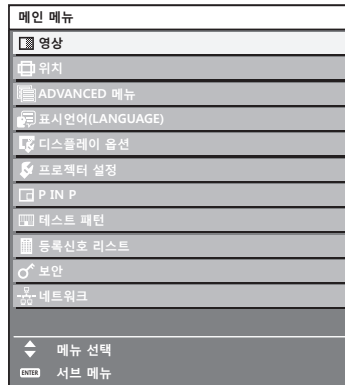 메인 메뉴
영상
위치
ADVANCED 메뉴
표시언어(LANGUAGE)
디스플레이 옵션
프로젝터 설정
P IN P
테스트 패턴
등록신호 리스트
보안
네트워크
메뉴 선택
ENTER 서브 메뉴